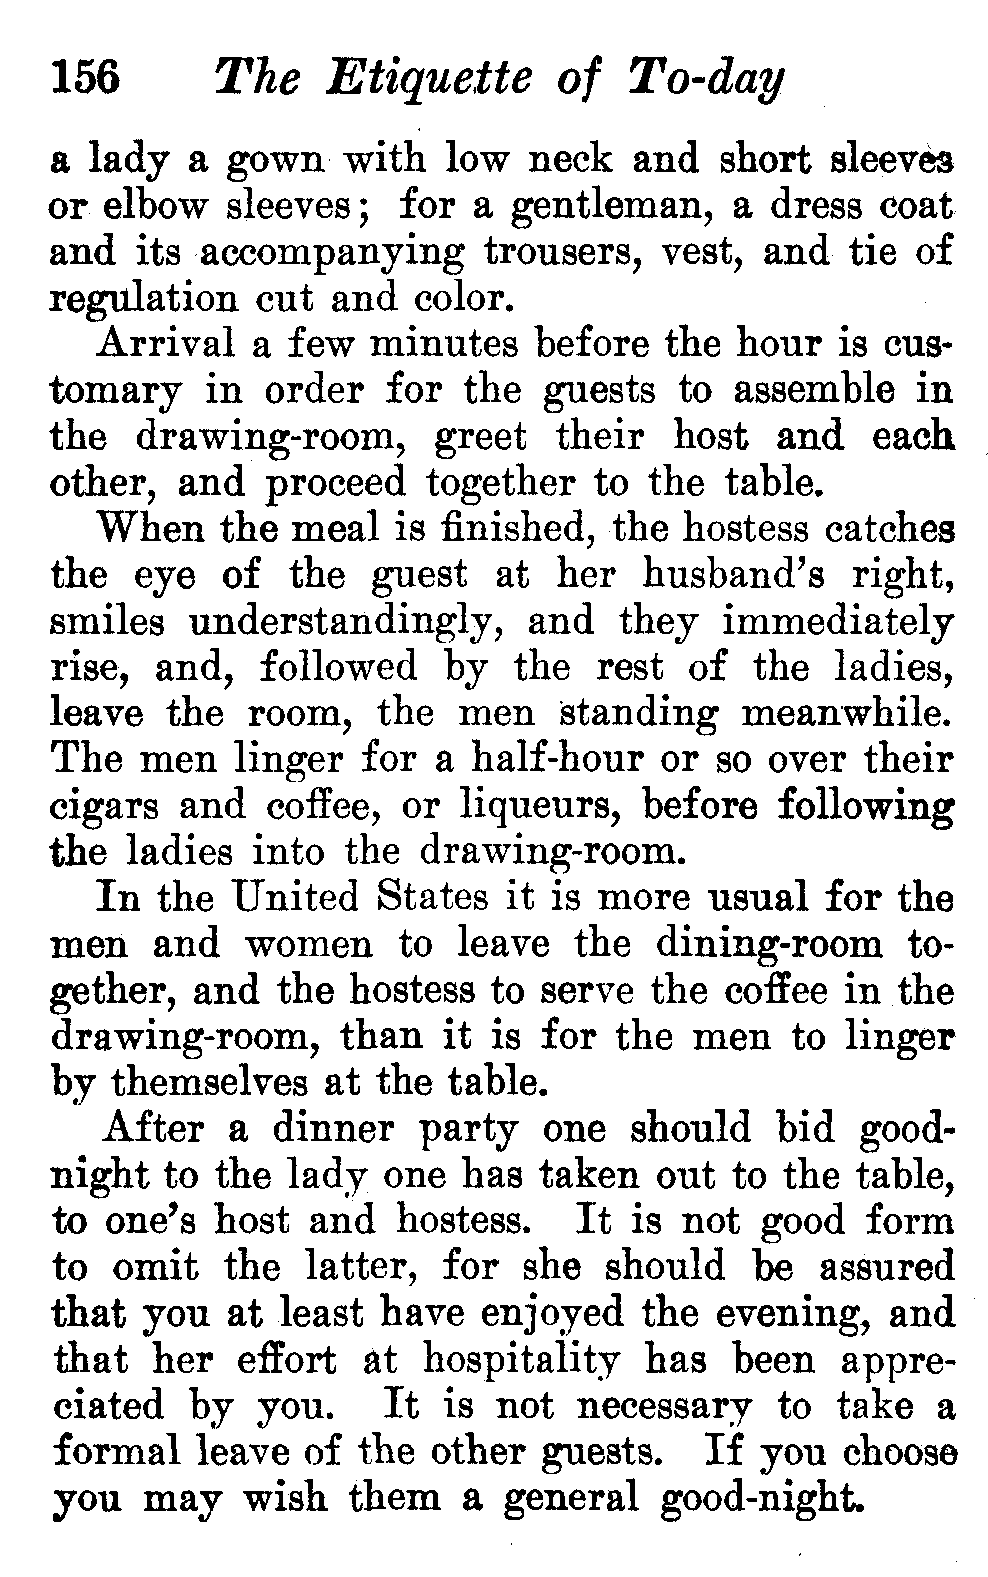 156 The Etiquette of To-day
a lady a gown with low neck and short sleeves
or elbow sleeves; for a gentleman, a dress coat
and its accompanying trousers, vest, and tie of
regulation cut and color.
Arrival a few minutes before the hour is cus-
tomary in order for the guests to assemble in
the drawing-room, greet their host and each
other, and proceed together to the table.
When the meal is finished, the hostess catches
the eye of the guest at her husband's right,
smiles understandingly, and they immediately
rise, and, followed by the rest of the ladies,
leave the room, the men standing meanwhile.
The men linger for a half-hour or so over their
cigars and coffee, or liqueurs, before following
the ladies into the drawing-room.
In the United States it is more usual for the
men and women to leave the dining-room to-
gether, and the hostess to serve the coffee in the
drawing-room, than it is for the men to linger
by themselves at the table.
After a dinner party one should bid good-
night to the lady one has taken out to the table,
to one's host and hostess. It is not good form
to omit the latter, for she should be assured
that you at least have enjoyed the evening, and
that her effort at hospitality has been appre-
ciated by you. It is not necessary to take a
formal leave of the other guests. If you choose
you may wish them a general good-night.